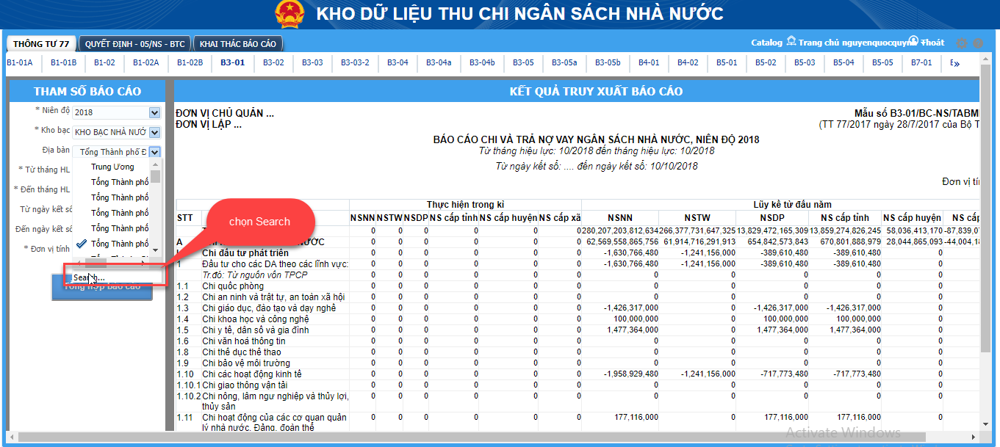 KHO DỮ LIỆU THU CHI NGÂN SÁCH NHÀ NƯỚC
THÔNG TƯ 77 QUYẾT ĐỊNH - 05/NS - BTC KHAI THÁC BÁO CÁO Catalog Trang chủ nguyenquocquynh Thoát
B1-01A B1-01B B1-02 B1-02A B1-02B B3-01 B3-02 B3-03 B3-03-2 B3-04 B3-04a B3-04b B3-05 B3-05a B3-05b B4-01 B4-02 B5-01 B5-02 B5-03 B5-04 B5-05 B7-01 »
THAM SỐ BÁO CÁO
* Niên độ 2018
* Kho bạc KHO BẠC NHÀ NƯỚ
Địa bàn Tổng Thành phố Đ
Trung Ương
Tổng Thành phố
* Từ tháng HL
Tổng Thành phố
* Đến tháng HL
Tổng Thành phố
Từ ngày kết số
Tổng Thành phố
Đến ngày kết số
Tổng Thành phố
* Đơn vị tính
Search...
Tổng hợp báo cáo
chọn Search
KẾT QUẢ TRUY XUẤT BÁO CÁO
ĐƠN VỊ CHỦ QUẢN ... Mẫu số B3-01/BC-NS/TABM
ĐƠN VỊ LẬP ... (TT 77/2017 ngày 28/7/2017 của Bộ T
BÁO CÁO CHI VÀ TRẢ NỢ VAY NGÂN SÁCH NHÀ NƯỚC, NIÊN ĐỘ 2018
Từ tháng hiệu lực: 10/2018 đến tháng hiệu lực: 10/2018
Từ ngày kết số: .... đến ngày kết số: 10/10/2018
Đơn vị tín
Thực hiện trong kì Lũy kế từ đầu năm
STT NSNN NSTW NSDP NS cấp tỉnh NS cấp huyện NS cấp xã NSNN NSTW NSDP NS cấp tỉnh NS cấp huyện NS cấp
0 0 0 0 0 0 280,207,203,812,634 266,377,731,647,325 13,829,472,165,309 13,859,274,826,245 58,036,413,170 -87,839,07
A ƯỚC 0 0 0 0 0 0 62,569,558,865,756 61,914,716,291,913 654,842,573,843 670,801,888,979 28,044,865,093 -44,004,18
Chi đầu tư phát triển 0 0 0 0 0 0 -1,630,766,480 -1,241,156,000 -389,610,480 -389,610,480 0
1 Đầu tư cho các DA theo các lĩnh vực: 0 0 0 0 0 0 -1,630,766,480 -1,241,156,000 -389,610,480 -389,610,480 0
Tr.đó: Từ nguồn vốn TPCP 0 0 0 0 0 0 0 0 0 0 0
1.1 Chi quốc phòng 0 0 0 0 0 0 0 0 0 0 0
1.2 Chi an ninh và trật tự, an toàn xã hội 0 0 0 0 0 0 0 0 0 0 0
1.3 Chi giáo dục, đào tạo và dạy nghề 0 0 0 0 0 0 -1,426,317,000 0 -1,426,317,000 -1,426,317,000 0
1.4 Chi khoa học và công nghệ 0 0 0 0 0 0 100,000,000 0 100,000,000 100,000,000 0
1.5 Chi y tế, dân số và gia đình 0 0 0 0 0 0 1,477,364,000 0 1,477,364,000 1,477,364,000 0
1.6 Chi văn hoá thông tin 0 0 0 0 0 0 0 0 0 0 0
1.8 Chi thể dục thể thao 0 0 0 0 0 0 0 0 0 0 0
1.9 Chi bảo vệ môi trường 0 0 0 0 0 0 0 0 0 0 0
1.10 Chi các hoạt động kinh tế 0 0 0 0 0 0 -1,958,929,480 -1,241,156,000 -717,773,480 -717,773,480 0
1.10.1 Chi giao thông vận tải 0 0 0 0 0 0 0 0 0 0 0
1.10.2 Chi nông, lâm ngư nghiệp và thủy lợi, 0 0 0 0 0 0 0 0 0 0 0
thủy sản
1.11 Chi hoạt động của các cơ quan quản 0 0 0 0 0 0 177,116,000 0 177,116,000 177,116,000 0
lý nhà nước, Đảng, đoàn thể
Activate Windows